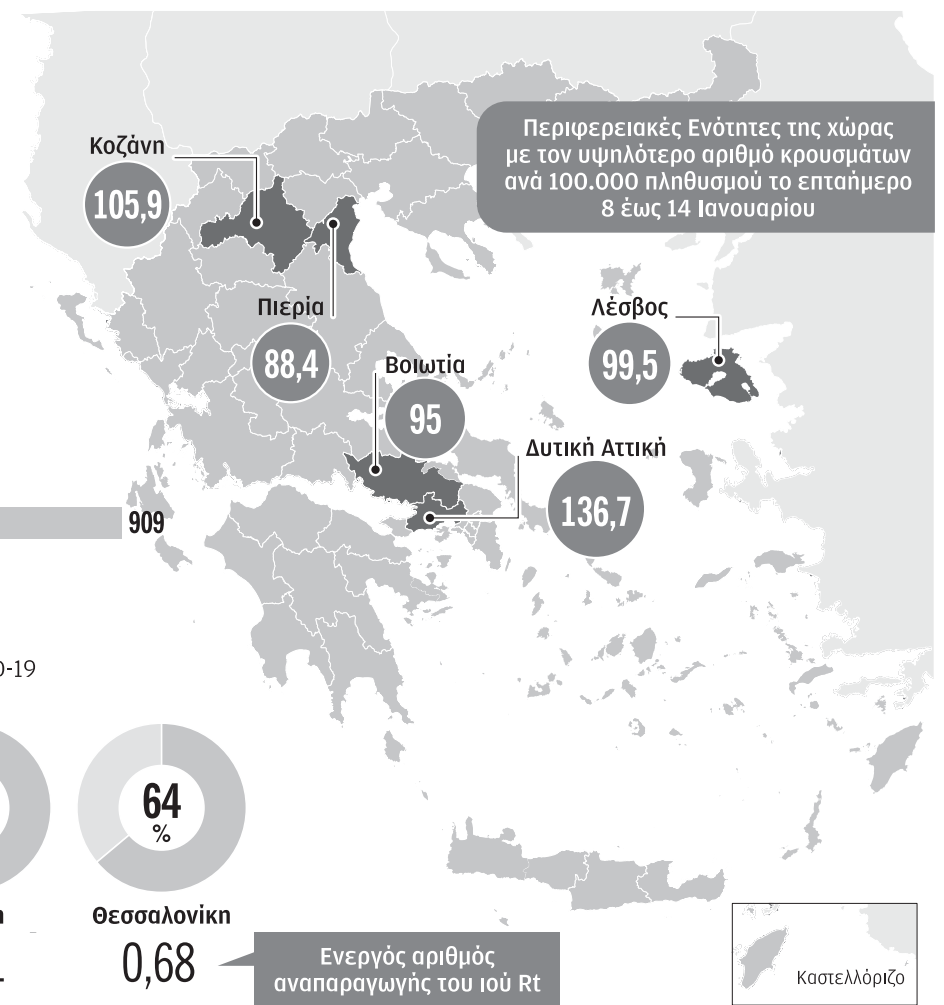 Περιφερειακές Ενότητες της χώρας
με τον υψηλότερο αριθμό κρουσμάτων
ανά 100.000 πληθυσμού το επταήμερο
8 έως 14 Ιανουαρίου
Κοζάνη
105,9
Πιερία
88,4
Λέσβος
99,5
Βοιωτία
95
Δυτική Αττική
136,7
909
-19
64
%
Θεσσαλονίκη
0,68
Ενεργός αριθμός
αναπαραγωγής του ιού Rt
Καστελλόριζο